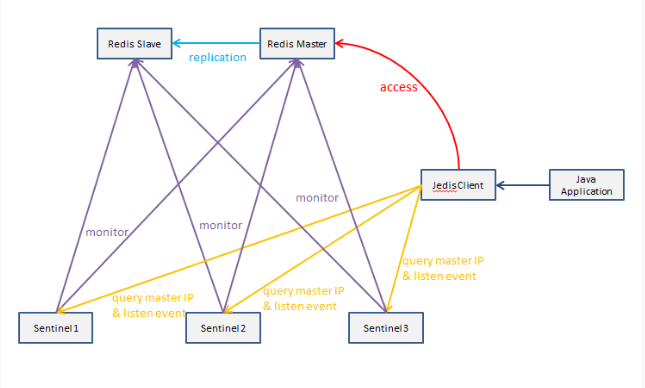 Redis Slave
Redis Master
replication
access
JedisClient
Java
Application
monitor
monitor
monitor
query master IP
& listen event
query master IP
& listen event
query master IP
& listen event
Sentinel1
Sentinel2
Sentinel3